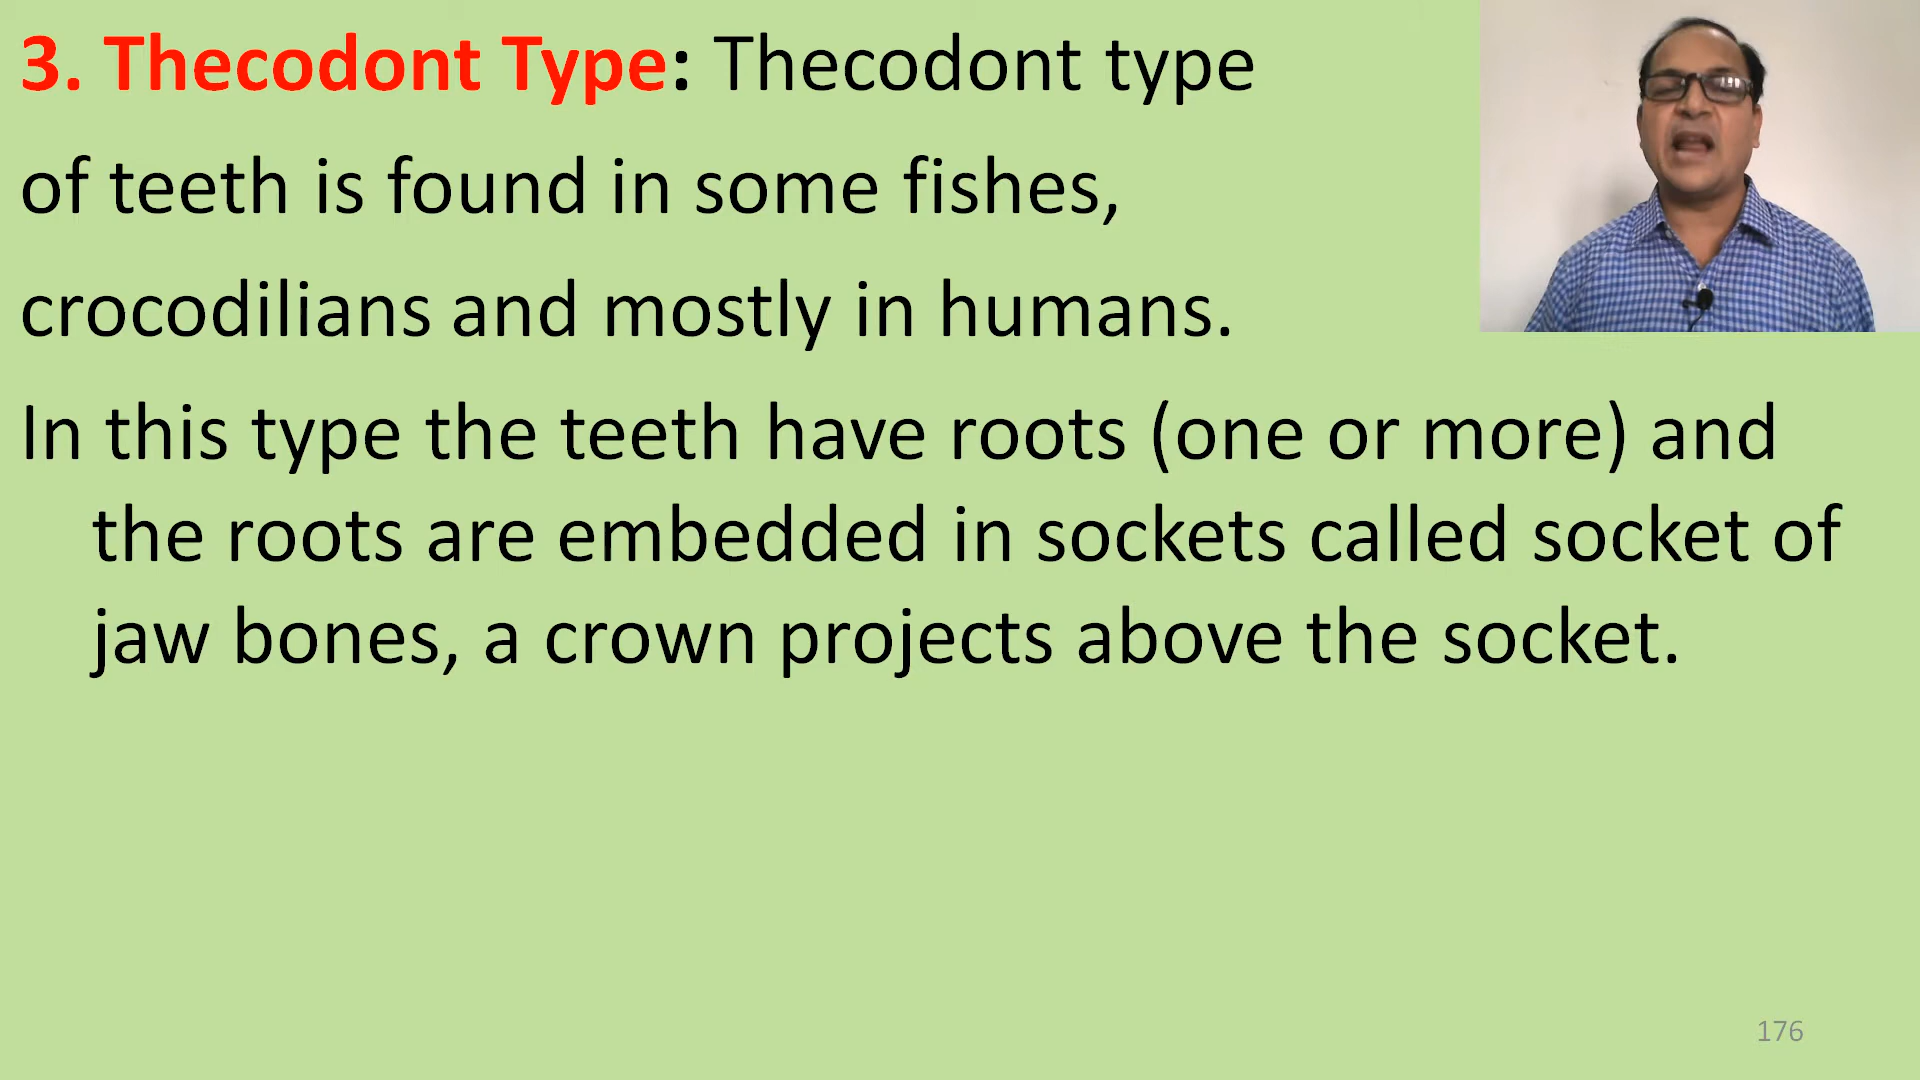 3. Thecodont Type: Thecodont type
of teeth is found in some fishes,
crocodilians and mostly in humans.
In this type the teeth have roots (one or more) and
the roots are embedded in sockets called socket of
jaw bones, a crown projects above the socket.
176